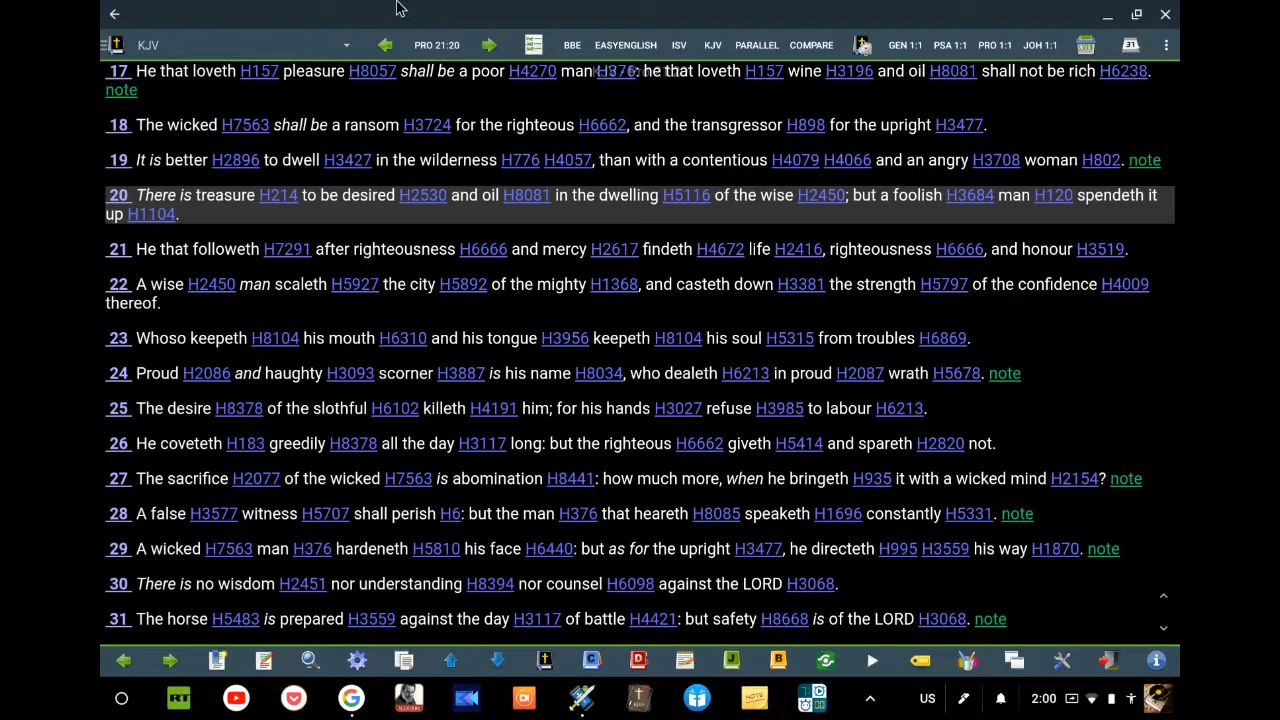 KJV PRO 21:20 BBE EASYENGLISH ISV KJV PARALLEL COMPARE GEN 1:1 PSA 1:1 PRO 1:1 JOH 1:1 31
17 He that loveth H157 pleasure H8057 shall be a poor H4270 man H376: he that loveth H157 wine H3196 and oil H8081 shall not be rich H6238.
note
18 The wicked H7563 shall be a ransom H3724 for the righteous H6662, and the transgressor H898 for the upright H3477.
19 It is better H2896 to dwell H3427 in the wilderness H776 H4057, than with a contentious H4079 H4066 and an angry H3708 woman H802. note
20 There is treasure H214 to be desired H2530 and oil H8081 in the dwelling H5116 of the wise H2450; but a foolish H3684 man H120 spendeth it
up H1104.
21 He that followeth H7291 after righteousness H6666 and mercy H2617 findeth H4672 life H2416, righteousness H6666, and honour H3519.
22 A wise H2450 man scaleth H5927 the city H5892 of the mighty H1368, and casteth down H3381 the strength H5797 of the confidence H4009
thereof.
23 Whoso keepeth H8104 his mouth H6310 and his tongue H3956 keepeth H8104 his soul H5315 from troubles H6869.
24 Proud H2086 and haughty H3093 scorner H3887 is his name H8034, who dealeth H6213 in proud H2087 wrath H5678. note
25 The desire H8378 of the slothful H6102 killeth H4191 him; for his hands H3027 refuse H3985 to labour H6213.
26 He coveteth H183 greedily H8378 all the day H3117 long: but the righteous H6662 giveth H5414 and spareth H2820 not.
27 The sacrifice H2077 of the wicked H7563 is abomination H8441: how much more, when he bringeth H935 it with a wicked mind H2154? note
28 A false H3577 witness H5707 shall perish H6: but the man H376 that heareth H8085 speaketh H1696 constantly H5331. note
29 A wicked H7563 man H376 hardeneth H5810 his face H6440: but as for the upright H3477, he directeth H995 H3559 his way H1870. note
30 There is no wisdom H2451 nor understanding H8394 nor counsel H6098 against the LORD H3068.
31 The horse H5483 is prepared H3559 against the day H3117 of battle H4421: but safety H8668 is of the LORD H3068. note
C D J B
RT SCOURBY NOTE US 2:00